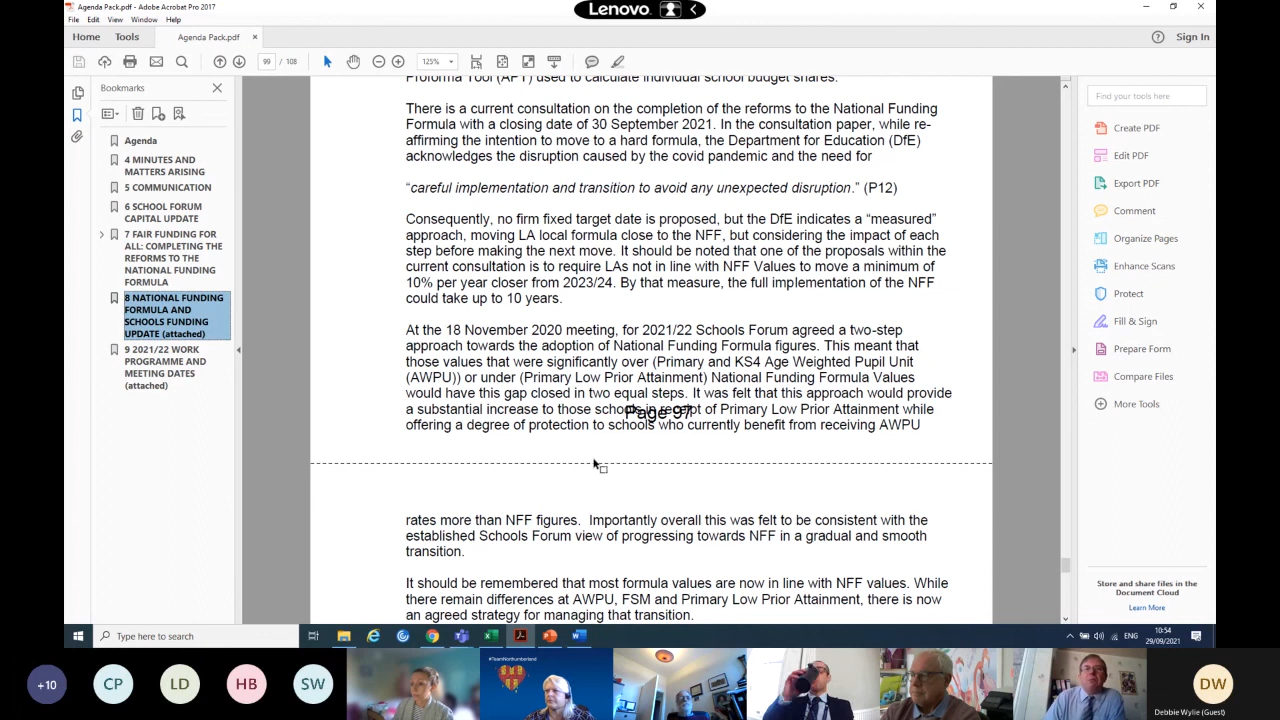 Agenda Pack.pdf - Adobe Acrobat Pro 2017
Lenovo
File Edit View Window Help
Home Tools Agenda Pack.pdf × Sign In
99 / 108 125%
Bookmarks
Agenda
4 MINUTES AND
MATTERS ARISING
5 COMMUNICATION
6 SCHOOL FORUM
CAPITAL UPDATE
7 FAIR FUNDING FOR
ALL: COMPLETING THE
REFORMS TO THE
NATIONAL FUNDING
FORMULA
8 NATIONAL FUNDING
FORMULA AND
SCHOOLS FUNDING
UPDATE (attached)
9 2021/22 WORK
PROGRAMME AND
MEETING DATES
(attached)
Proforma Tool (APT) used to calculate individual school budget shares.
There is current consultation on the completion of the reforms to the National Funding
Formula with a closing date of 30 September 2021. In the consultation paper, while re-
affirming the intention to move to a hard formula, the Department for Education (DfE)
acknowledges the disruption caused by the covid pandemic and the need for
“careful implementation and transition to avoid any unexpected disruption.” (P12)
Consequently, no firm fixed target date is proposed, but the DfE indicates a “measured”
approach, moving LA local formula close to the NFF, but considering the impact of each
step before making the next move. It should be noted that one of the proposals within the
current consultation is to require LAs not in line with NFF Values to move a minimum of
10% per year closer from 2023/24. By that measure, the full implementation of the NFF
could take up to 10 years.
At the 18 November 2020 meeting, for 2021/22 Schools Forum agreed a two-step
approach towards the adoption of National Funding Formula figures. This meant that
those values that were significantly over (Primary and KS4 Age Weighted Pupil Unit
(AWPU)) or under (Primary Low Prior Attainment) National Funding Formula Values
would have this gap closed in two equal steps. It was felt that this approach would provide
a substantial increase to those schools in receipt of Primary Low Prior Attainment while
Page 97
offering a degree of protection to schools who currently benefit from receiving AWPU
rates more than NFF figures. Importantly overall this was felt to be consistent with the
established Schools Forum view of progressing towards NFF in a gradual and smooth
transition.
It should be remembered that most formula values are now in line with NFF values. While
there remain differences at AWPU, FSM and Primary Low Prior Attainment, there is now
an agreed strategy for managing that transition.
Find your tools here
Create PDF
Edit PDF
Export PDF
Comment
Organize Pages
Enhance Scans
Protect
Fill & Sign
Prepare Form
Compare Files
More Tools
Store and share files in the
Document Cloud
Learn More
Type here to search
ENG
10:54
29/09/2021
+10 CP LD HB SW
#TeamNorthumberland
DW
Debbie Wylie (Guest)